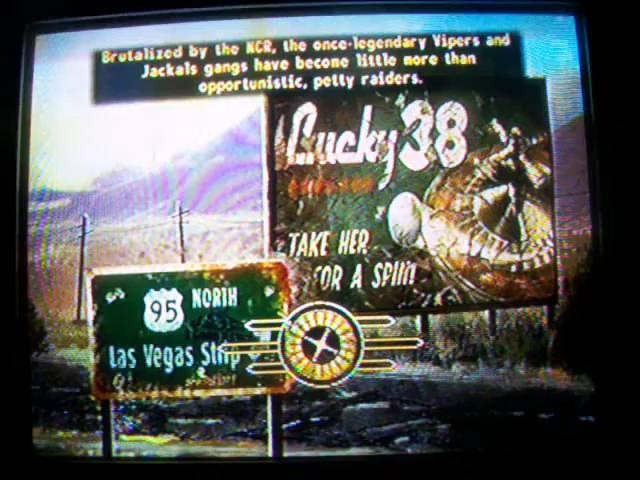 Brutalized by the NCR, the once-legendary Vipers and
Jackals gangs have become little more than
opportunistic, petty raiders.
Lucky 38
TAKE HER
FOR A SPIN
95
NORTH
Las Vegas Strip